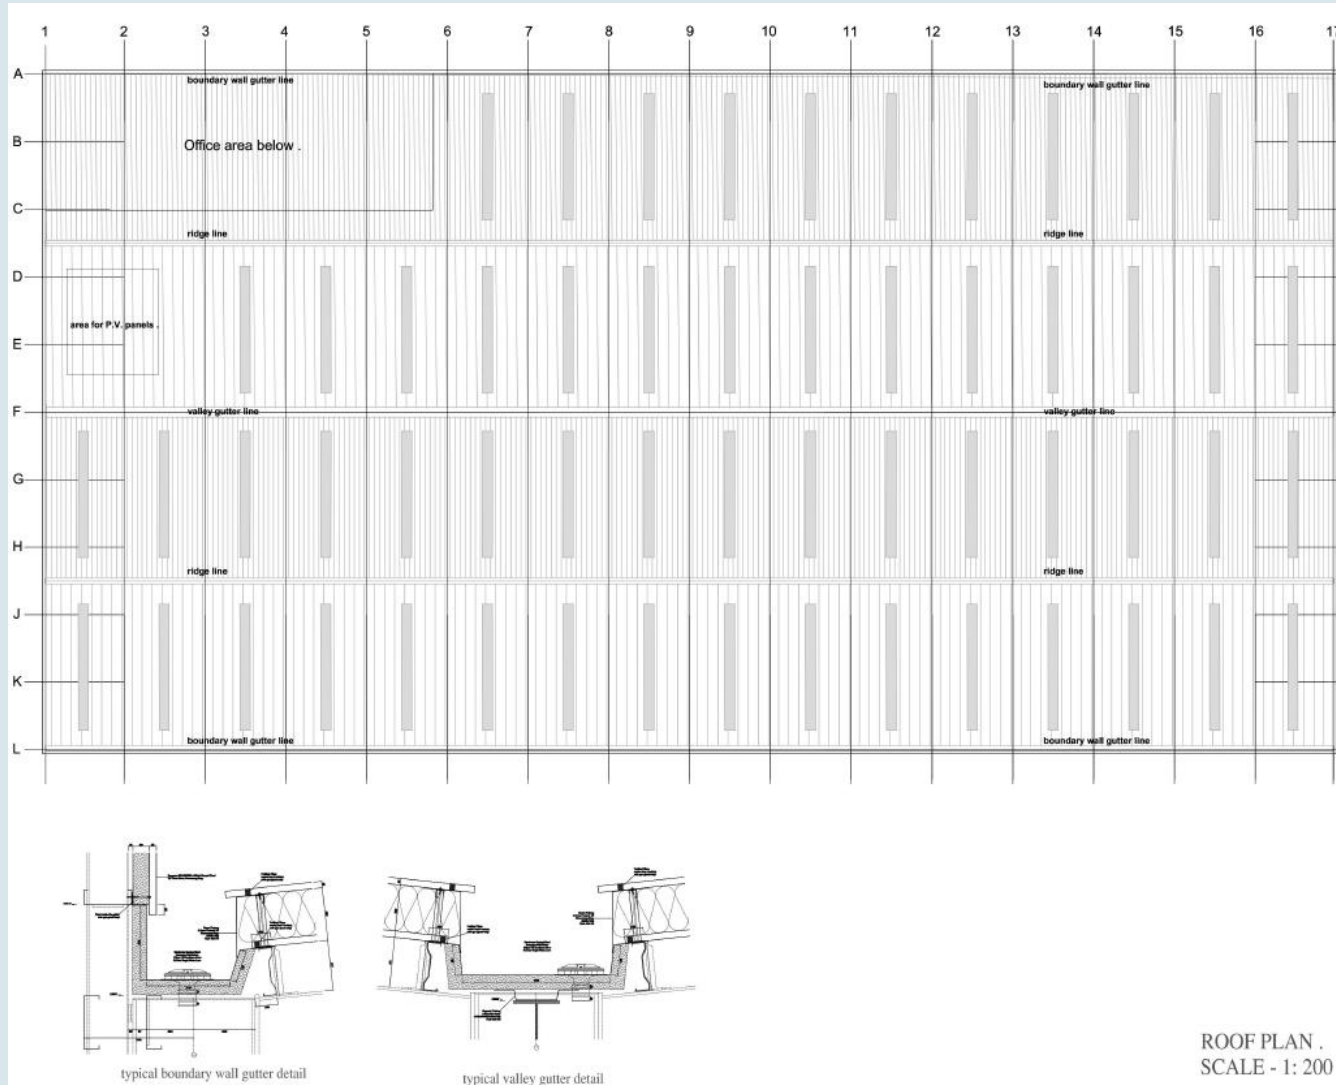 1 2 3 4 5 6 7 8 9 10 11 12 13 14 15 16 17
A
boundary wall gutter line
boundary wall gutter line
B
Office area below .
C
ridge line
ridge line
D
area for P.V. panels .
E
F
valley gutter line
valley gutter line
G
H
ridge line
ridge line
J
K
boundary wall gutter line
boundary wall gutter line
L
typical boundary wall gutter detail
typical valley gutter detail
ROOF PLAN .
SCALE - 1: 200